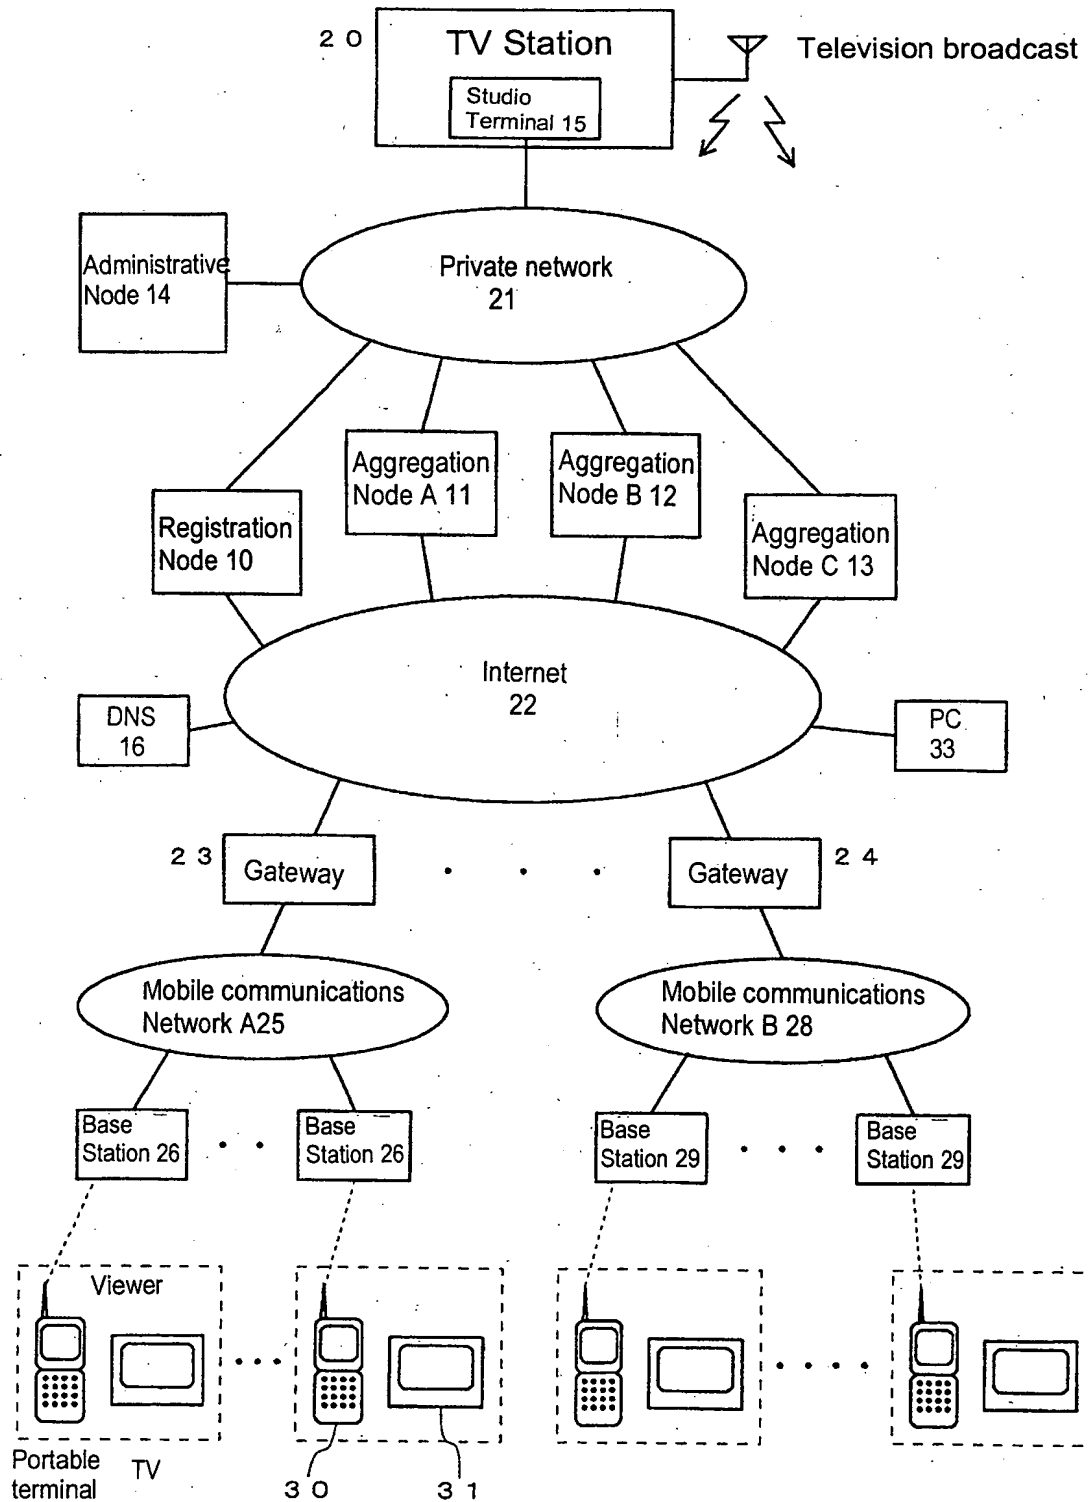 ２０
TV Station
Television broadcast
Studio
Terminal 15
Administrative
Node 14
Private network
21
Aggregation
Node A 11
Aggregation
Node B 12
Registration
Node 10
Aggregation
Node C 13
Internet
22
DNS
16
PC
33
２３
Gateway
Gateway
２４
Mobile communications
Network A25
Mobile communications
Network B 28
Base
Station 26
Base
Station 26
Base
Station 29
Base
Station 29
Viewer
Portable
terminal
TV
３０
３１